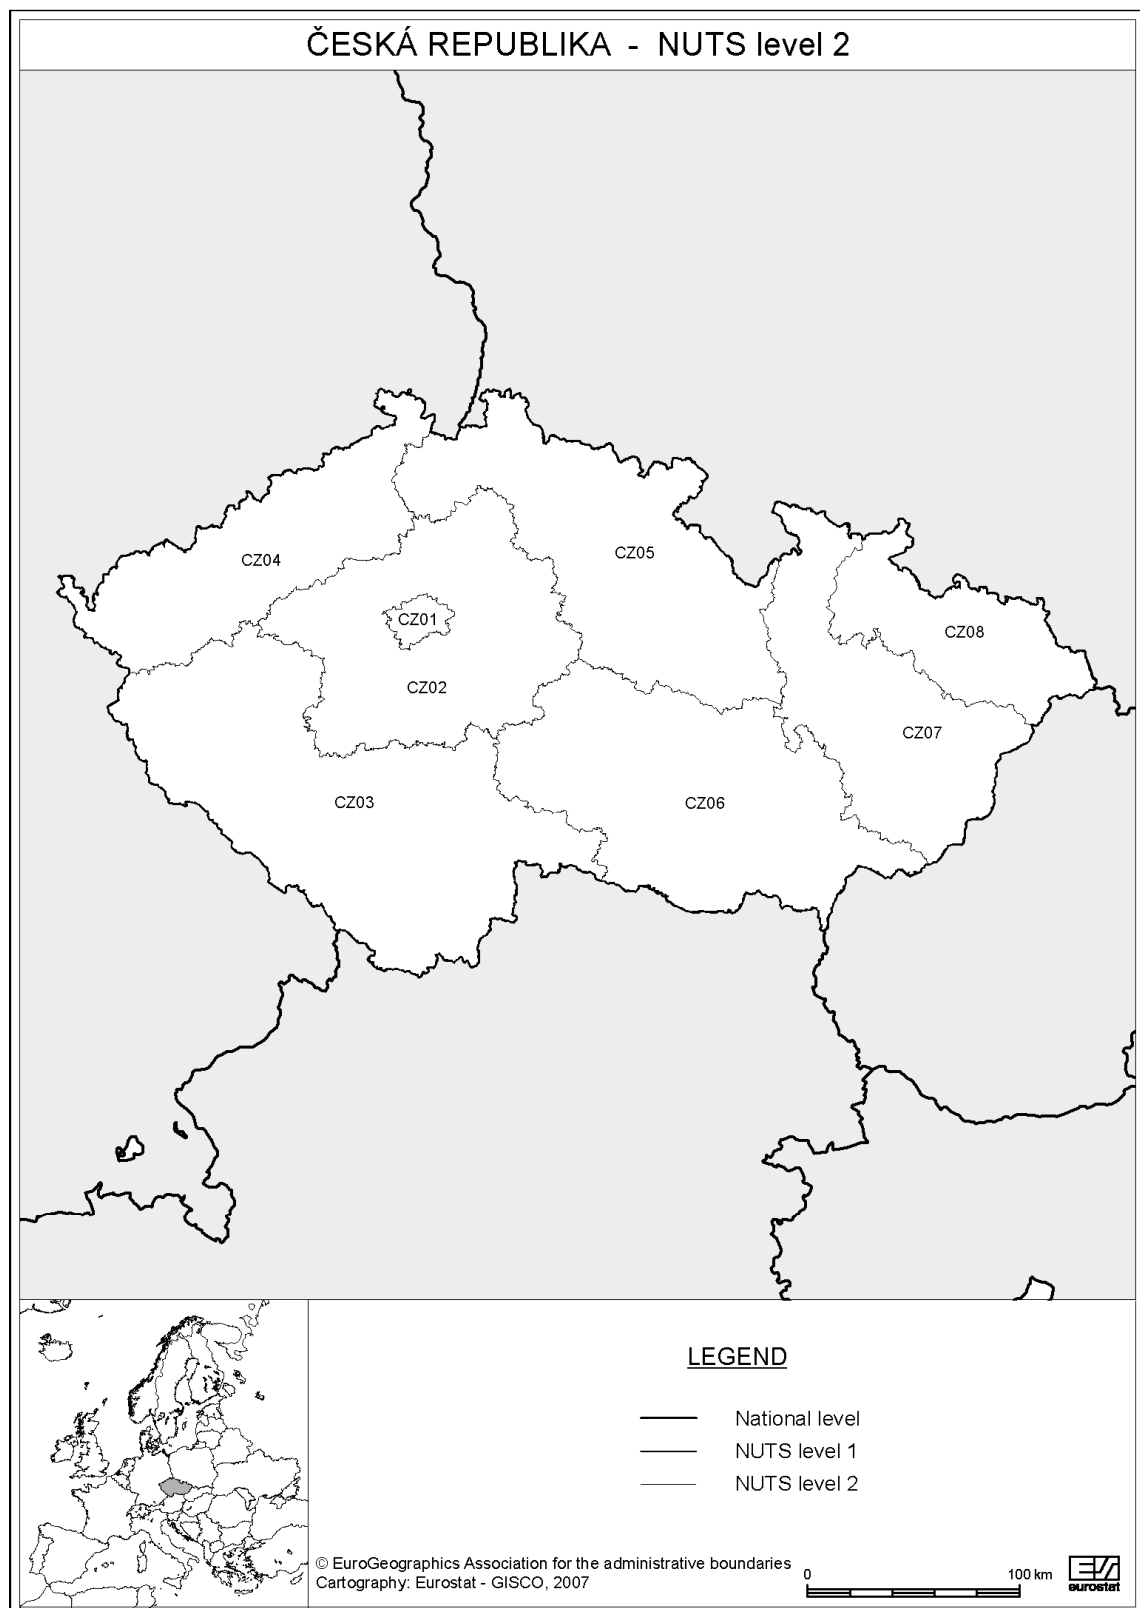 ČESKÁ REPUBLIKA - NUTS level 2
CZ05
CZ04
CZ01
CZ08
CZ02
CZ07
CZ03
CZ06
LEGEND
National level
NUTS level 1
NUTS level 2
© EuroGeographics Association for the administrative boundaries
Cartography: Eurostat - GISCO, 2007
0 100 km
eurostat